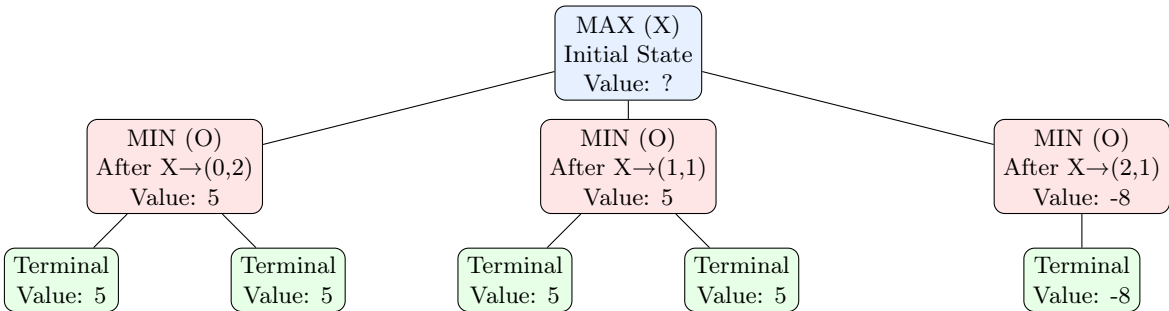 MAX (X)
Initial State
Value: ?
MIN (O)
After X→(0,2)
Value: 5
MIN (O)
After X→(1,1)
Value: 5
MIN (O)
After X→(2,1)
Value: -8
Terminal
Value: 5
Terminal
Value: 5
Terminal
Value: 5
Terminal
Value: 5
Terminal
Value: -8